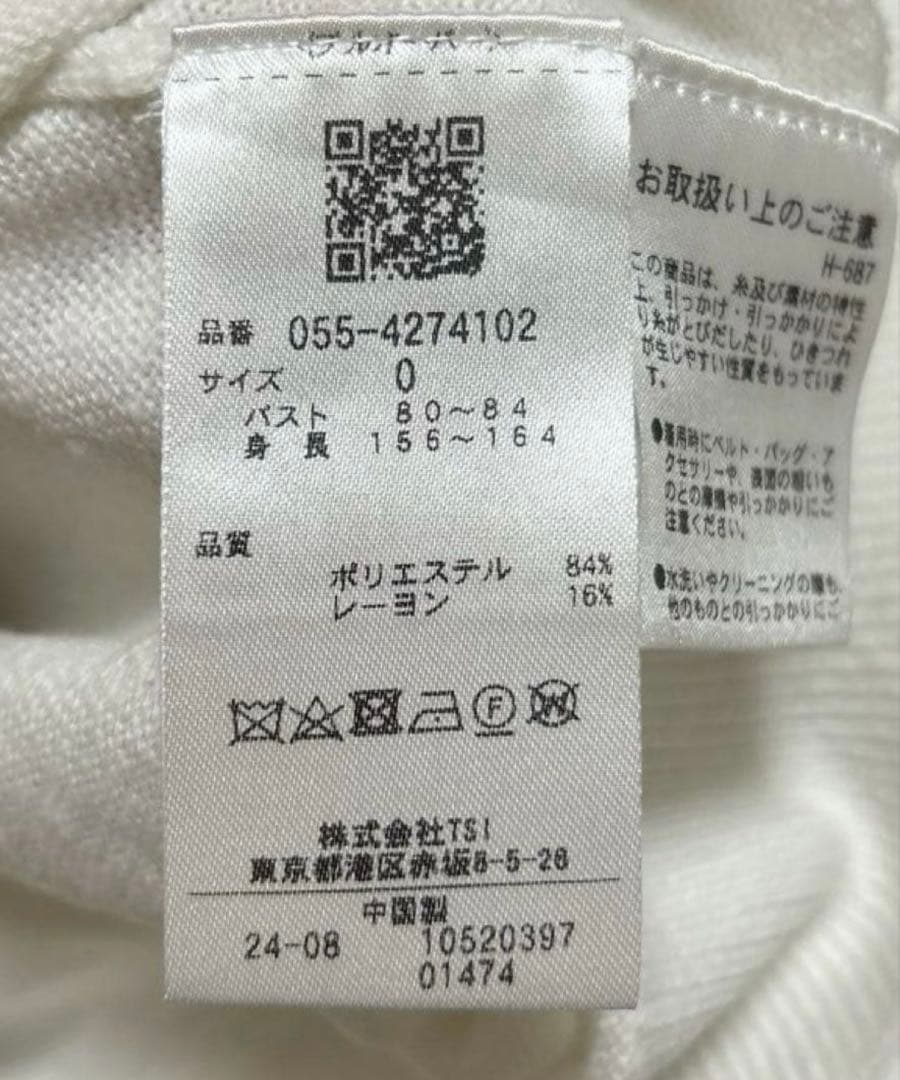 (プルオーバー)
品番 055-4274102
サイズ 0
バスト 80～84
身長 156～164
品質
ポリエステル 84%
レーヨン 16%
F
W
株式会社TSI
東京都港区赤坂8-5-26
中国製
24-08 10520397
01474
お取扱い上のご注意
H-687
この商品は、糸及び素材の特性
上、引っかけ・引っかかりによ
り糸がとびだしたり、ひきつれ
が生じやすい性質をもっていま
す。
●着用時にベルト・バッグ・ア
クセサリーや、表面の粗いも
のとの摩擦や引っかかりにご
注意ください。
●水洗いやクリーニングの際も、
他のものとの引っかかりにご